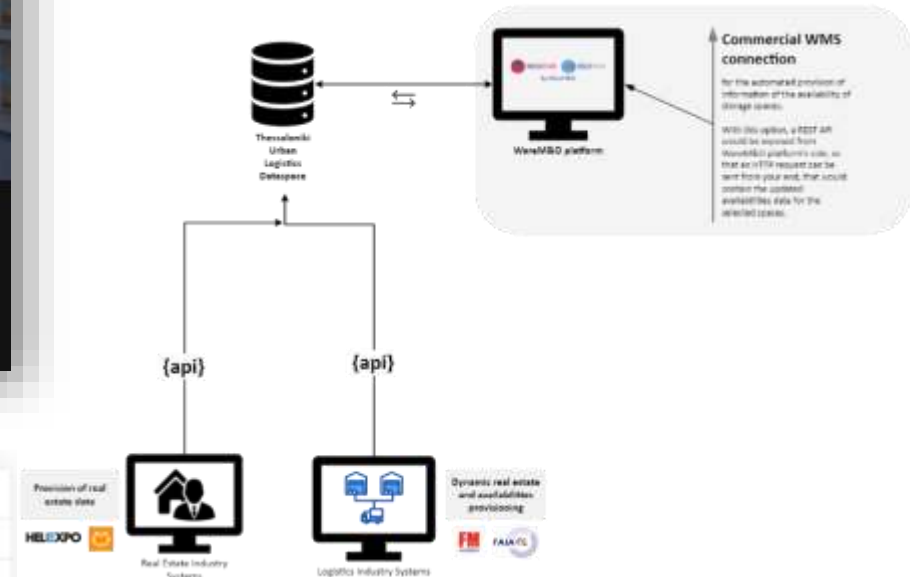 Thessaloniki
Urban
Logistics
Dataspace
WareM&O platform
Commercial WMS
connection
for the automated provision of
information of the availability of
storage spaces.
With this option, a REST API
would be exposed from
WareM&O platform's side, so
that an HTTP request can be
sent from your end, that would
contain the updated
availabilities data for the
selected spaces.
{api}
{api}
Provision of real
estate data
HELEXPO
Real Estate Industry
Systems
Dynamic real estate
and availabilities
provisioning
FM
Logistics Industry Systems